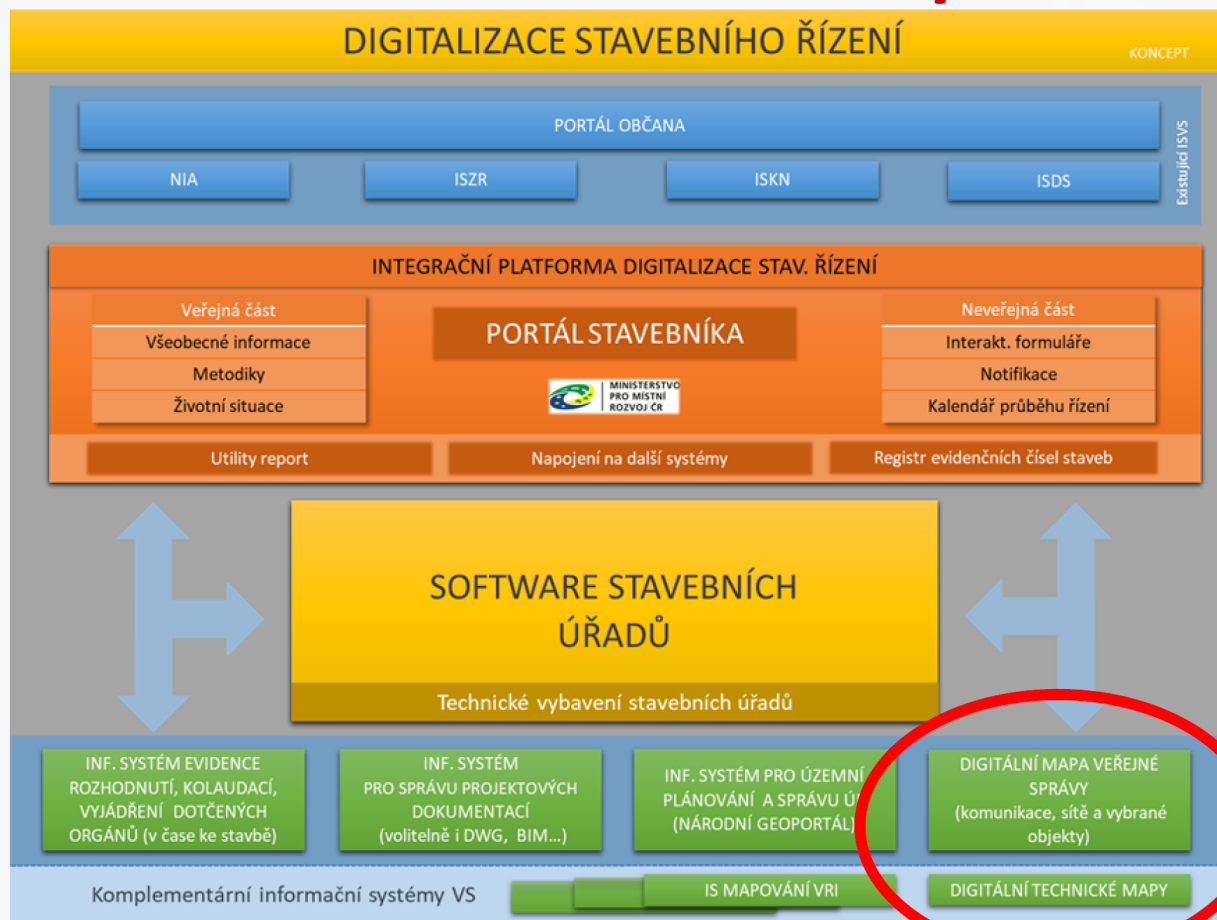 DIGITALIZACE STAVEBNÍHO ŘÍZENÍ
KONCEPT
PORTÁL OBČANA
NIA
ISZR
ISKN
ISDS
Existující ISVS
INTEGRAČNÍ PLATFORMA DIGITALIZACE STAV. ŘÍZENÍ
Veřejná část
Všeobecné informace
Metodiky
Životní situace
PORTÁL STAVEBNÍKA
MINISTERSTVO
PRO MÍSTNÍ
ROZVOJ ČR
Neveřejná část
Interakt. formuláře
Notifikace
Kalendář průběhu řízení
Utility report
Napojení na další systémy
Registr evidenčních čísel staveb
SOFTWARE STAVEBNÍCH
ÚŘADŮ
Technické vybavení stavebních úřadů
INF. SYSTÉM EVIDENCE
ROZHODNUTÍ, KOLAUDACÍ,
VYJÁDŘENÍ DOTČENÝCH
ORGÁNŮ (v čase ke stavbě)
INF. SYSTÉM
PRO SPRÁVU PROJEKTOVÝCH
DOKUMENTACÍ
(volitelně i DWG, BIM...)
INF. SYSTÉM PRO ÚZEMNÍ
PLÁNOVÁNÍ A SPRÁVU
(NÁRODNÍ GEOPORTÁL)
DIGITÁLNÍ MAPA VEŘEJNÉ
SPRÁVY
(komunikace, sítě a vybrané
objekty)
Komplementární informační systémy VS
IS MAPOVÁNÍ VRI
DIGITÁLNÍ TECHNICKÉ MAPY